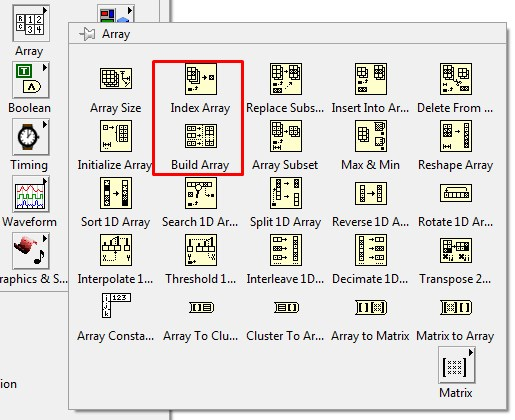 Array
Array
Array Size
Index Array
Replace Subs...
Insert Into Ar...
Delete From ...
Boolean
Initialize Array
Build Array
Array Subset
Max & Min
Reshape Array
Timing
Sort 1D Array
Search 1D Ar...
Split 1D Array
Reverse 1D A...
Rotate 1D Ar...
Waveform
Interpolate 1...
Threshold 1...
Interleave 1D...
Decimate 1D...
Transpose 2...
raphics & S...
Array Consta...
Array To Clu...
Cluster To Ar...
Array to Matrix
Matrix to Array
Matrix
ion